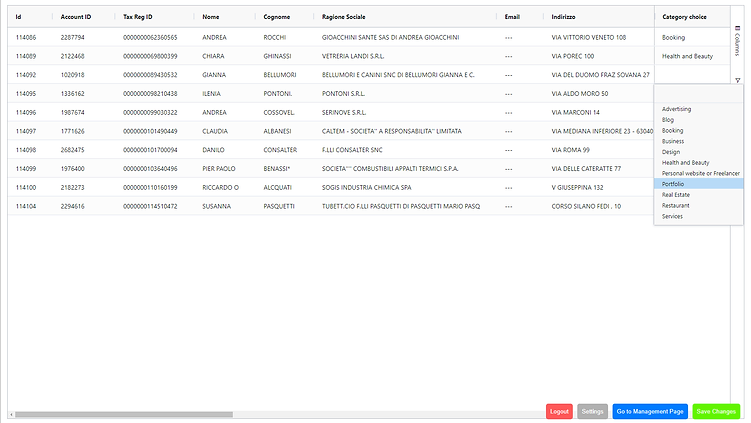 Id Account ID Tax Reg ID Nome Cognome Ragione Sociale Email Indirizzo Category choice
114086 2287794 0000000062360565 ANDREA ROCCHI GIOACCHINI SANTE SAS DI ANDREA GIOACCHINI --- VIA VITTORIO VENETO 108 Booking
114089 2122468 0000000069800399 CHIARA GHINASSI VETRERIA LANDI S.R.L. --- VIA POREC 100 Health and Beauty
114092 1020918 0000000089430532 GIANNA BELLUMORI BELLUMORI E CANINI SNC DI BELLUMORI GIANNA E C. --- VIA DEL DUOMO FRAZ SOVANA 27
114095 1336162 0000000098210438 ILENIA PONTONI. PONTONI S.R.L. --- VIA ALDO MORO 50
114096 1987674 0000000099030322 ANDREA COSSOVEL. SERINOVE S.R.L. --- VIA MARCONI 14
114097 1771626 0000000101490449 CLAUDIA ALBANESI CALTEM - SOCIETA'' A RESPONSABILITA'' LIMITATA --- VIA MEDIANA INFERIORE 23 - 63040
114098 2682475 0000000101700094 DANILO CONSALTER F.LLI CONSALTER SNC --- VIA ROMA 99
114099 1976400 0000000103640496 PIER PAOLO BENASSI* SOCIETA'''' COMBUSTIBILI APPALTI TERMICI S.P.A. --- VIA DELLE CATERATTE 77
114100 2182273 0000000110160199 RICCARDO O ALCQUATI SOGIS INDUSTRIA CHIMICA SPA --- V GIUSEPPINA 132
114104 2294616 0000000114510472 SUSANNA PASQUETTI TUBETT.CIO F.LLI PASQUETTI DI PASQUETTI MARIO PASQ --- CORSO SILANO FEDI , 10
Advertising
Blog
Booking
Business
Design
Health and Beauty
Personal website or Freelancer
Portfolio
Real Estate
Restaurant
Services
Columns
Logout Settings Go to Management Page Save Changes